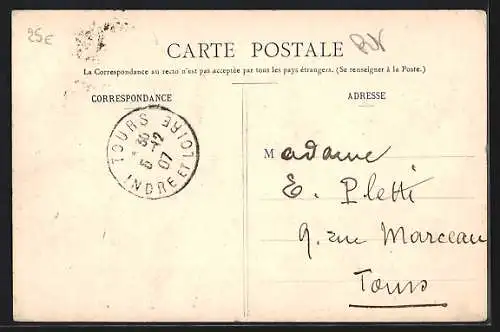 25€
CARTE POSTALE
La Correspondance au recto n'est pas acceptée par tous les pays étrangers. (Se renseigner à la Poste.)
CORRESPONDANCE
ADRESSE
TOURS
5 -12
07
INDRE ET LOIRE
Madame
E. Pletti
9. rue Marceau
Tours